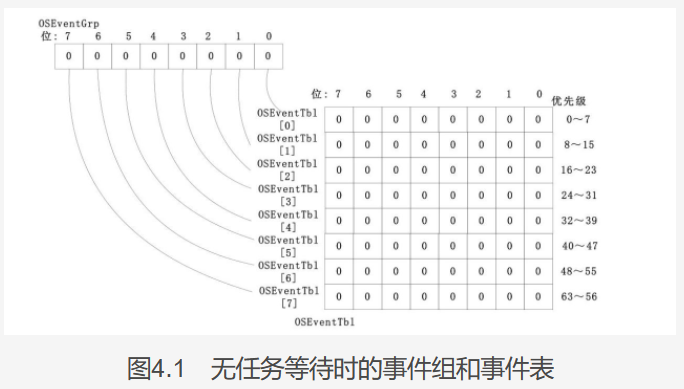 OSEventGrp
位: 7 6 5 4 3 2 1 0
0 0 0 0 0 0 0 0
位: 7 6 5 4 3 2 1 0 优先级
OSEventTbl
[0] 0 0 0 0 0 0 0 0 0～7
OSEventTbl
[1] 0 0 0 0 0 0 0 0 8～15
OSEventTbl
[2] 0 0 0 0 0 0 0 0 16～23
OSEventTbl
[3] 0 0 0 0 0 0 0 0 24～31
OSEventTbl
[4] 0 0 0 0 0 0 0 0 32～39
OSEventTbl
[5] 0 0 0 0 0 0 0 0 40～47
OSEventTbl
[6] 0 0 0 0 0 0 0 0 48～55
OSEventTbl
[7] 0 0 0 0 0 0 0 0 63～56
OSEventTbl
图4.1 无任务等待时的事件组和事件表